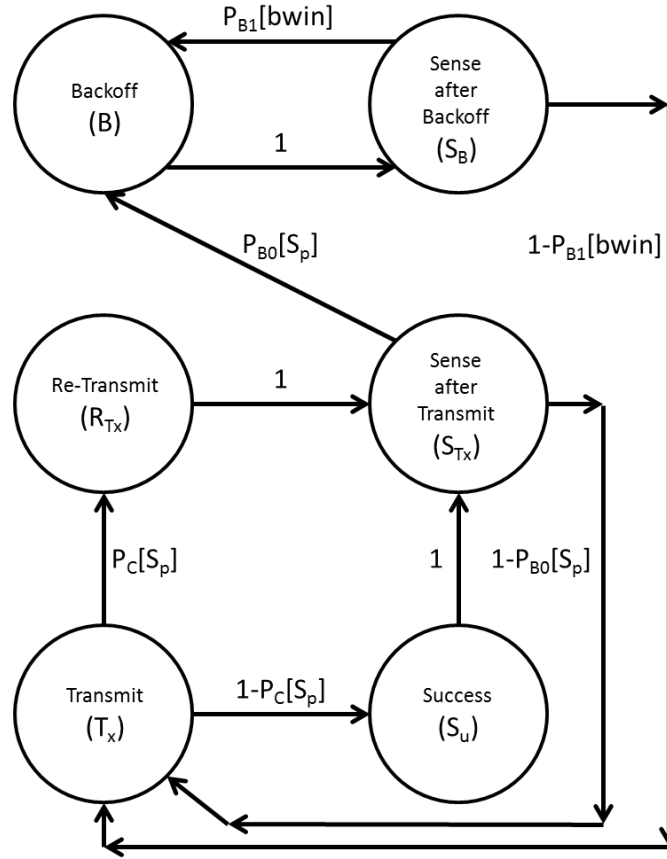 P_B1[bwin]
Backoff
(B)
Sense
after
Backoff
(S_B)
1
P_B0[S_p]
1-P_B1[bwin]
Re-Transmit
(R_Tx)
1
Sense
after
Transmit
(S_Tx)
P_C[S_p]
1
1-P_B0[S_p]
Transmit
(T_x)
1-P_C[S_p]
Success
(S_u)